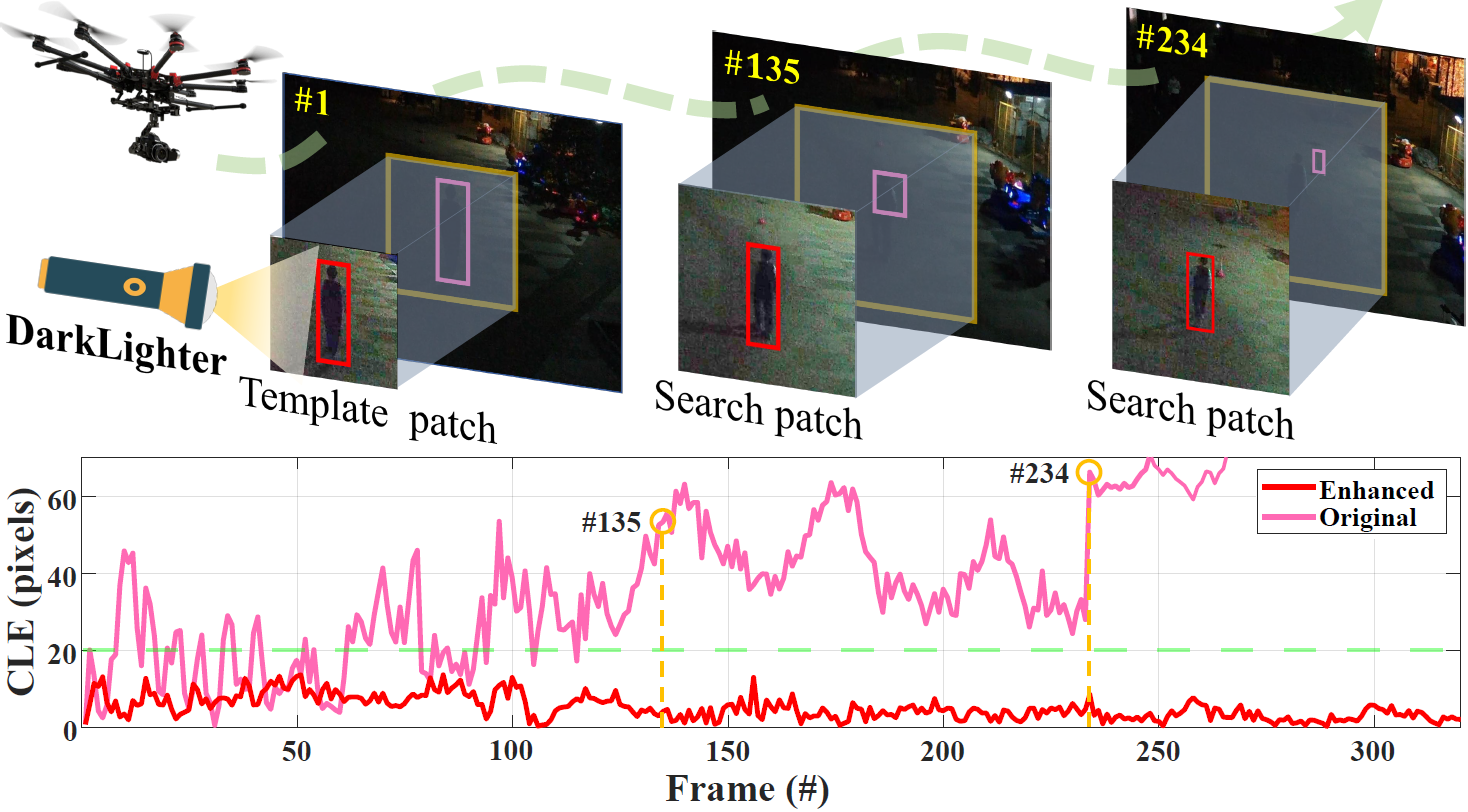 #1
#135
#234
DarkLighter
Template patch
Search patch
Search patch
CLE (pixels)
60
40
20
0
#135
#234
Enhanced
Original
50
100
150
200
250
300
Frame (#)